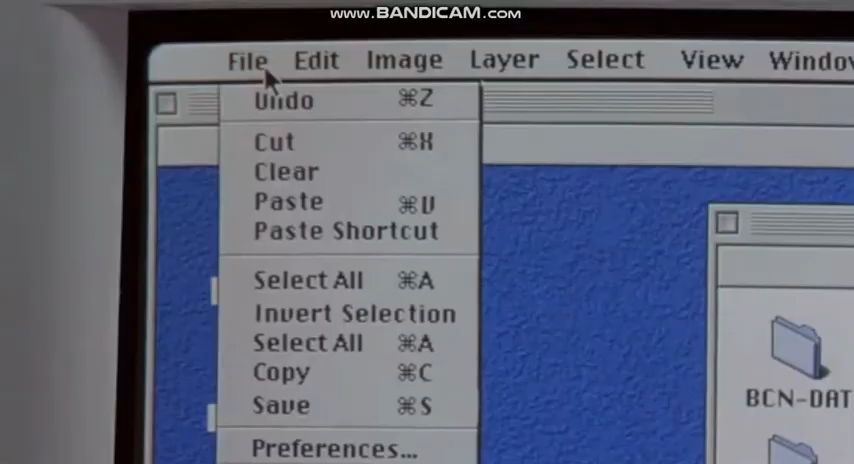 www.BANDICAM.com
File Edit Image Layer Select View Window
Undo ⌘Z
Cut ⌘X
Clear
Paste ⌘V
Paste Shortcut
Select All ⌘A
Invert Selection
Select All ⌘A
Copy ⌘C
Save ⌘S
Preferences...
BCN-DAT